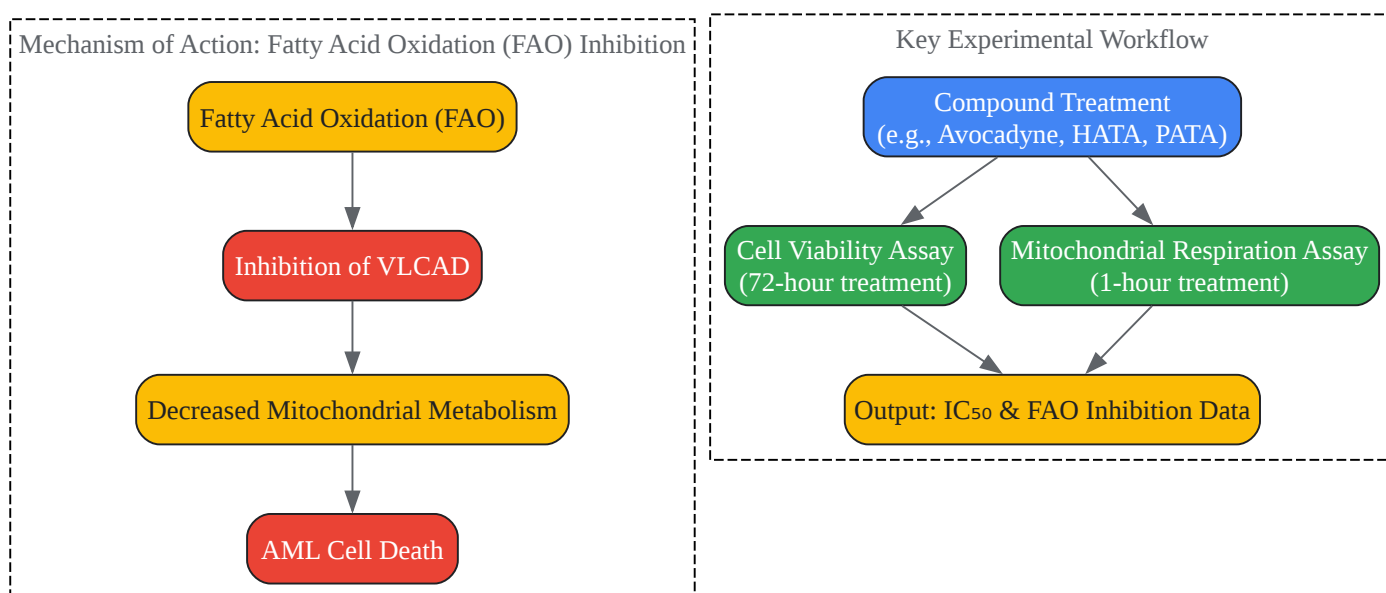 Mechanism of Action: Fatty Acid Oxidation (FAO) Inhibition
Fatty Acid Oxidation (FAO)
Inhibition of VLCAD
Decreased Mitochondrial Metabolism
AML Cell Death
Key Experimental Workflow
Compound Treatment
(e.g., Avocadyne, HATA, PATA)
Cell Viability Assay
(72-hour treatment)
Mitochondrial Respiration Assay
(1-hour treatment)
Output: IC₅₀ & FAO Inhibition Data